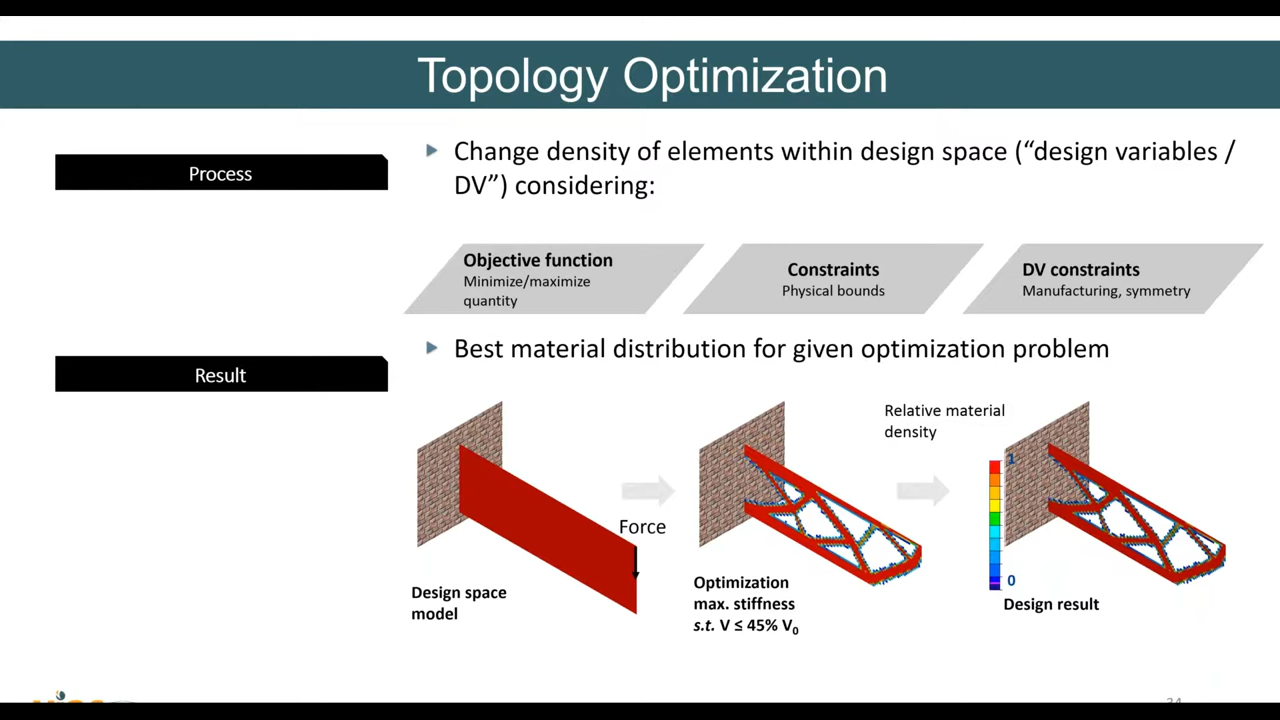 Topology Optimization
Process
Change density of elements within design space (“design variables /
DV”) considering:
Objective function
Minimize/maximize
quantity
Constraints
Physical bounds
DV constraints
Manufacturing, symmetry
Result
Best material distribution for given optimization problem
Force
Design space
model
Optimization
max. stiffness
s.t. V ≤ 45% V₀
Relative material
density
1
0
Design result